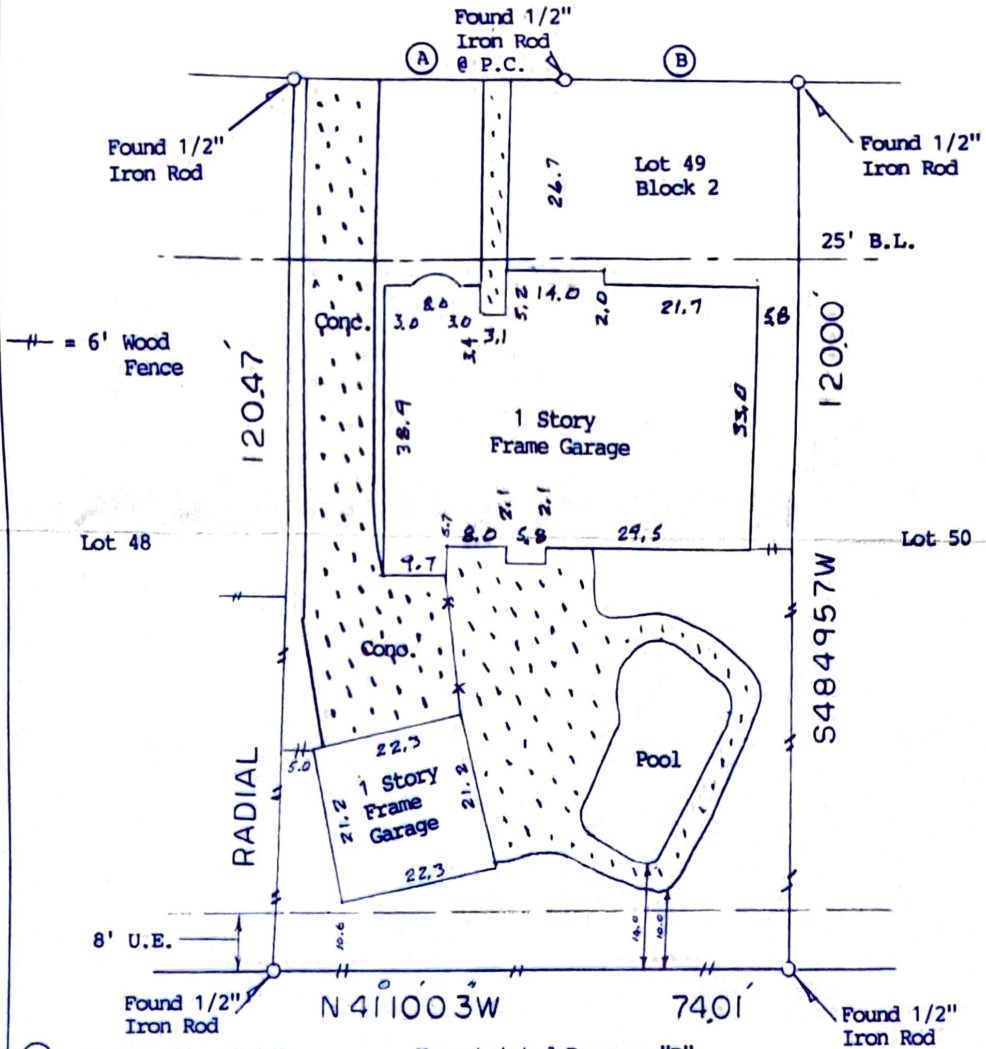 Found 1/2"
Iron Rod
@ P.C.
A
B
Found 1/2"
Iron Rod
Found 1/2"
Iron Rod
Lot 49
Block 2
26.7
25' B.L.
= 6' Wood
Fence
Conc.
8.0
3.0
3.0
3.4
3.1
5.2
14.0
2.0
21.7
5.8
120.47'
120.00'
38.9
1 Story
Frame Garage
33.0
Lot 48
Lot 50
5.7
8.0
2.1
5.8
2.1
29.5
9.7
Conc.
S484957W
RADIAL
5.0
22.3
1 Story
Frame
Garage
21.2
21.2
22.3
Pool
8' U.E.
10.6
14.0
10.0
Found 1/2"
Iron Rod
N 41°10'03"W
74.01'
Found 1/2"
Iron Rod